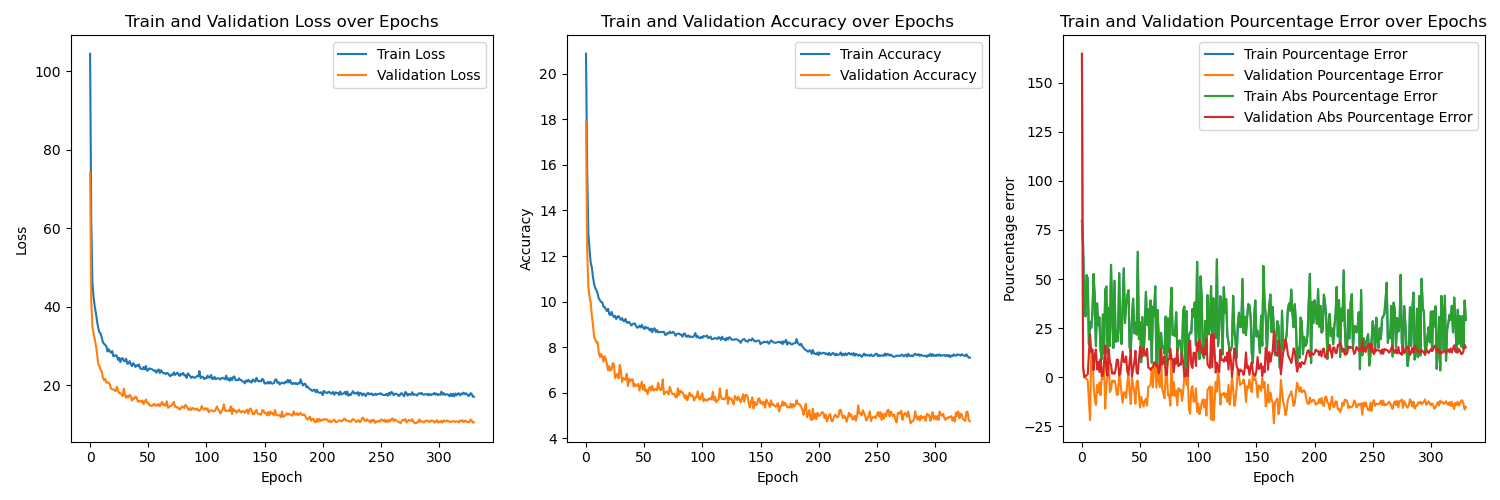 Train and Validation Loss over Epochs
Loss
100
80
60
40
20
0
50
100
150
200
250
300
Epoch
Train Loss
Validation Loss
Train and Validation Accuracy over Epochs
Accuracy
20
18
16
14
12
10
8
6
4
0
50
100
150
200
250
300
Epoch
Train Accuracy
Validation Accuracy
Train and Validation Pourcentage Error over Epochs
Pourcentage error
150
125
100
75
50
25
0
−25
0
50
100
150
200
250
300
Epoch
Train Pourcentage Error
Validation Pourcentage Error
Train Abs Pourcentage Error
Validation Abs Pourcentage Error